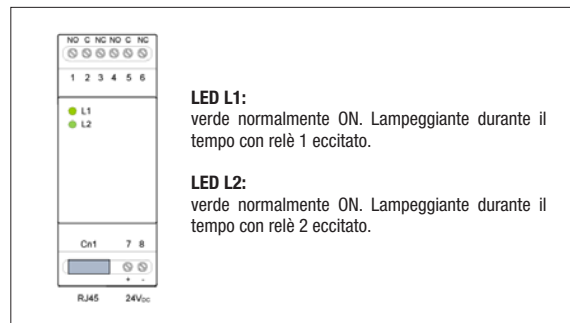 NO C NC NO C NC
1 2 3 4 5 6
L1
L2
Cn1 7 8
+ -
RJ45 24VDC
LED L1:
verde normalmente ON. Lampeggiante durante il
tempo con relè 1 eccitato.
LED L2:
verde normalmente ON. Lampeggiante durante il
tempo con relè 2 eccitato.